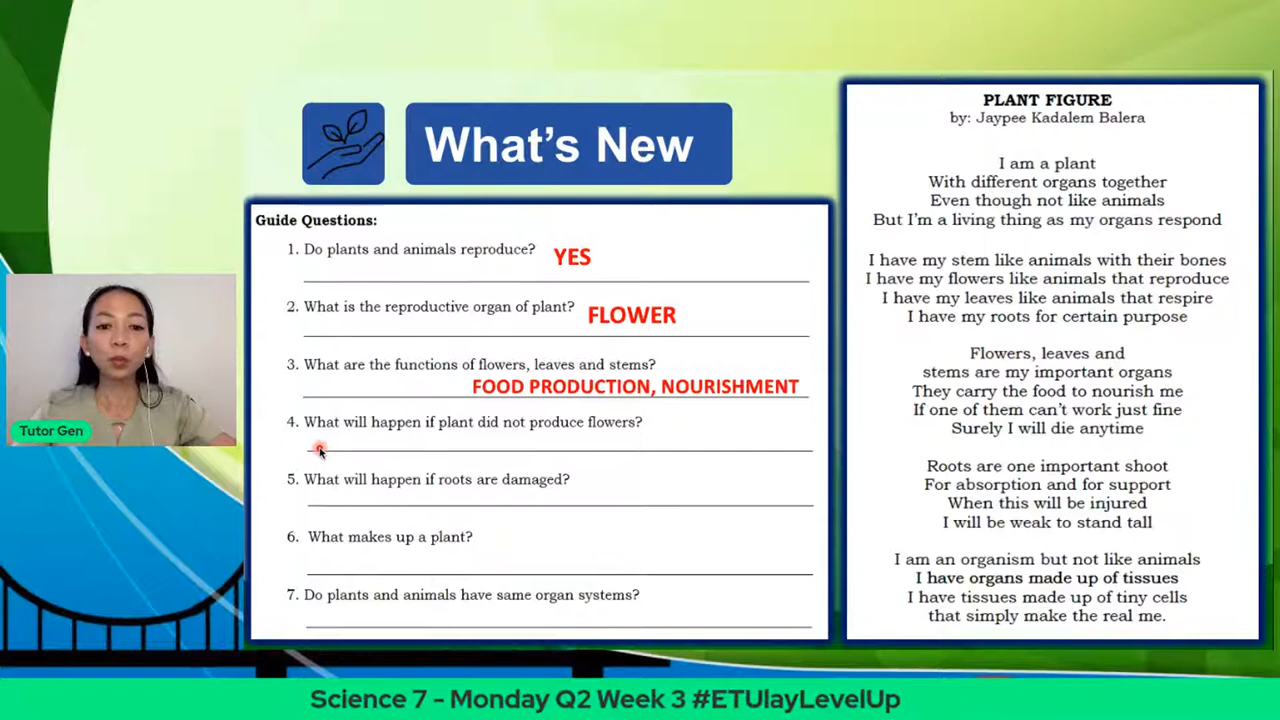 What's New
Guide Questions:
1. Do plants and animals reproduce? YES
2. What is the reproductive organ of plant? FLOWER
3. What are the functions of flowers, leaves and stems?
FOOD PRODUCTION, NOURISHMENT
4. What will happen if plant did not produce flowers?
5. What will happen if roots are damaged?
6. What makes up a plant?
7. Do plants and animals have same organ systems?
PLANT FIGURE
by: Jaypee Kadalem Balera
I am a plant
With different organs together
Even though not like animals
But I'm a living thing as my organs respond
I have my stem like animals with their bones
I have my flowers like animals that reproduce
I have my leaves like animals that respire
I have my roots for certain purpose
Flowers, leaves and
stems are my important organs
They carry the food to nourish me
If one of them can't work just fine
Surely I will die anytime
Roots are one important shoot
For absorption and for support
When this will be injured
I will be weak to stand tall
I am an organism but not like animals
I have organs made up of tissues
I have tissues made up of tiny cells
that simply make the real me.
Tutor Gen
Science 7 - Monday Q2 Week 3 #ETUlayLevelUp